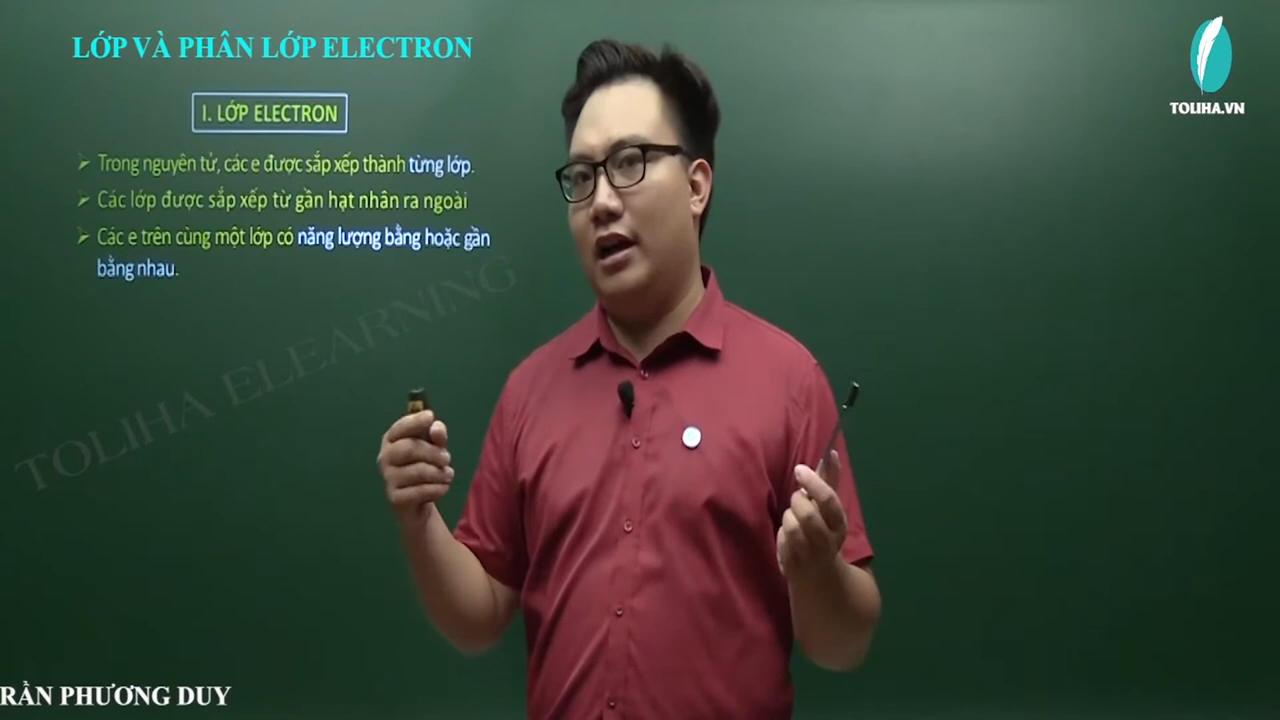 LỚP VÀ PHÂN LỚP ELECTRON
TOLIHA.VN
I. LỚP ELECTRON
Trong nguyên tử, các e được sắp xếp thành từng lớp.
Các lớp được sắp xếp từ gần hạt nhân ra ngoài
Các e trên cùng một lớp có năng lượng bằng hoặc gần
bằng nhau.
TOLIHA ELEARNING
RẦN PHƯƠNG DUY